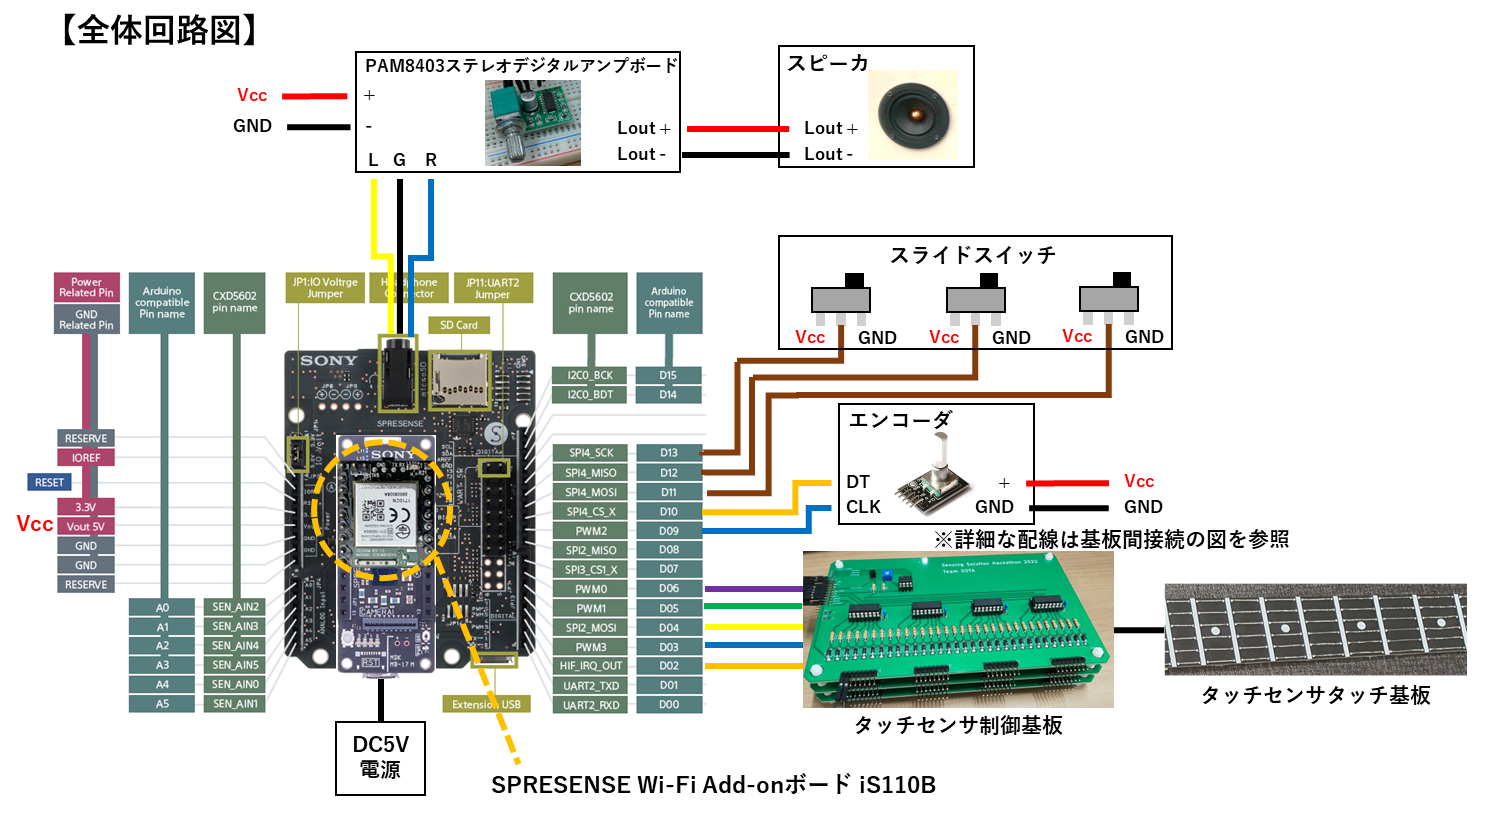 【全体回路図】
PAM8403ステレオデジタルアンプボード
Vcc
+
GND
-
Lout +
Lout -
L G R
スピーカ
Lout +
Lout -
スライドスイッチ
Vcc GND
Vcc GND
Vcc GND
エンコーダ
DT
CLK
+
GND
Vcc
GND
※詳細な配線は基板間接続の図を参照
Power
Related Pin
GND
Related Pin
Arduino
compatible
Pin name
CXD5602
pin name
JP1:IO Voltrge
Jumper
JP11:UART2
Jumper
SD Card
CXD5602
pin name
Arduino
compatible
Pin name
RESERVE
IOREF
RESET
3.3V
Vcc
Vout 5V
GND
GND
RESERVE
A0 SEN_AIN2
A1 SEN_AIN3
A2 SEN_AIN4
A3 SEN_AIN5
A4 SEN_AIN0
A5 SEN_AIN1
I2C0_BCK D15
I2C0_BDT D14
SPI4_SCK D13
SPI4_MISO D12
SPI4_MOSI D11
SPI4_CS_X D10
PWM2 D09
SPI2_MISO D08
SPI3_CS1_X D07
PWM0 D06
PWM1 D05
SPI2_MOSI D04
PWM3 D03
HIF_IRQ_OUT D02
UART2_TXD D01
UART2_RXD D00
SONY
microSD
SPRESENSE
SONY
CAMERA
RST
Extension USB
Sensing Solution Hackathon 2022
Team SOTA
タッチセンサ制御基板
タッチセンサタッチ基板
DC5V
電源
SPRESENSE Wi-Fi Add-onボード iS110B